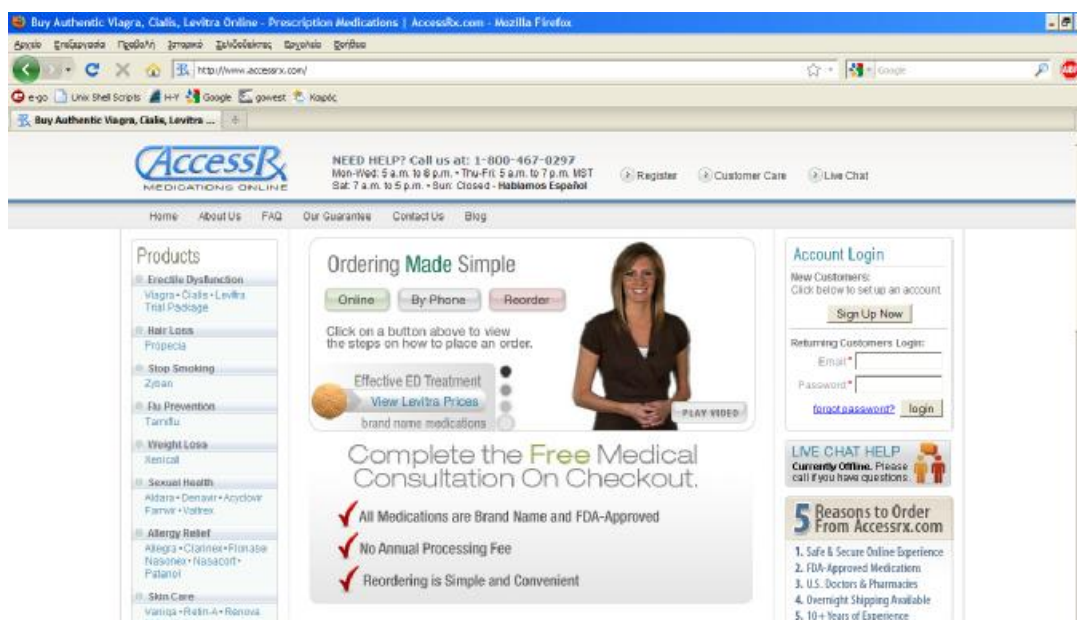 Buy Authentic Viagra, Cialis, Levitra Online - Prescription Medications | AccessRx.com - Mozilla Firefox
Αρχείο Επεξεργασία Προβολή Ιστορικό Σελιδοδείκτες Εργαλεία Βοήθεια
http://www.accessrx.com/
Google
e-go Unix Shell Scripts H-Y Google gowest Καιρός
Buy Authentic Viagra, Cialis, Levitra ...
AccessRx
MEDICATIONS ONLINE
NEED HELP? Call us at: 1-800-467-0297
Mon-Wed: 5 a.m. to 8 p.m. • Thu-Fri: 5 a.m. to 7 p.m. MST
Sat: 7 a.m. to 5 p.m. • Sun: Closed - Hablamos Español
Register Customer Care Live Chat
Home About Us FAQ Our Guarantee Contact Us Blog
Products
Erectile Dysfunction
Viagra • Cialis • Levitra
Trial Package
Hair Loss
Propecia
Stop Smoking
Zyban
Flu Prevention
Tamiflu
Weight Loss
Xenical
Sexual Health
Aldara • Denavir • Acyclovir
Famvir • Valtrex
Allergy Relief
Allegra • Clarinex • Flonase
Nasonex • Nasacort •
Patanol
Skin Care
Vaniqa • Retin-A • Renova
Ordering Made Simple
Online By Phone Reorder
Click on a button above to view
the steps on how to place an order.
Effective ED Treatment
View Levitra Prices
brand name medications
PLAY VIDEO
Complete the Free Medical
Consultation On Checkout.
All Medications are Brand Name and FDA-Approved
No Annual Processing Fee
Reordering is Simple and Convenient
Account Login
New Customers:
Click below to set up an account
Sign Up Now
Returning Customers Login:
Email*
Password*
forgot password? login
LIVE CHAT HELP
Currently Offline. Please
call if you have questions.
5 Reasons to Order
From Accessrx.com
1. Safe & Secure Online Experience
2. FDA-Approved Medications
3. U.S. Doctors & Pharmacies
4. Overnight Shipping Available
5. 10+ Years of Experience